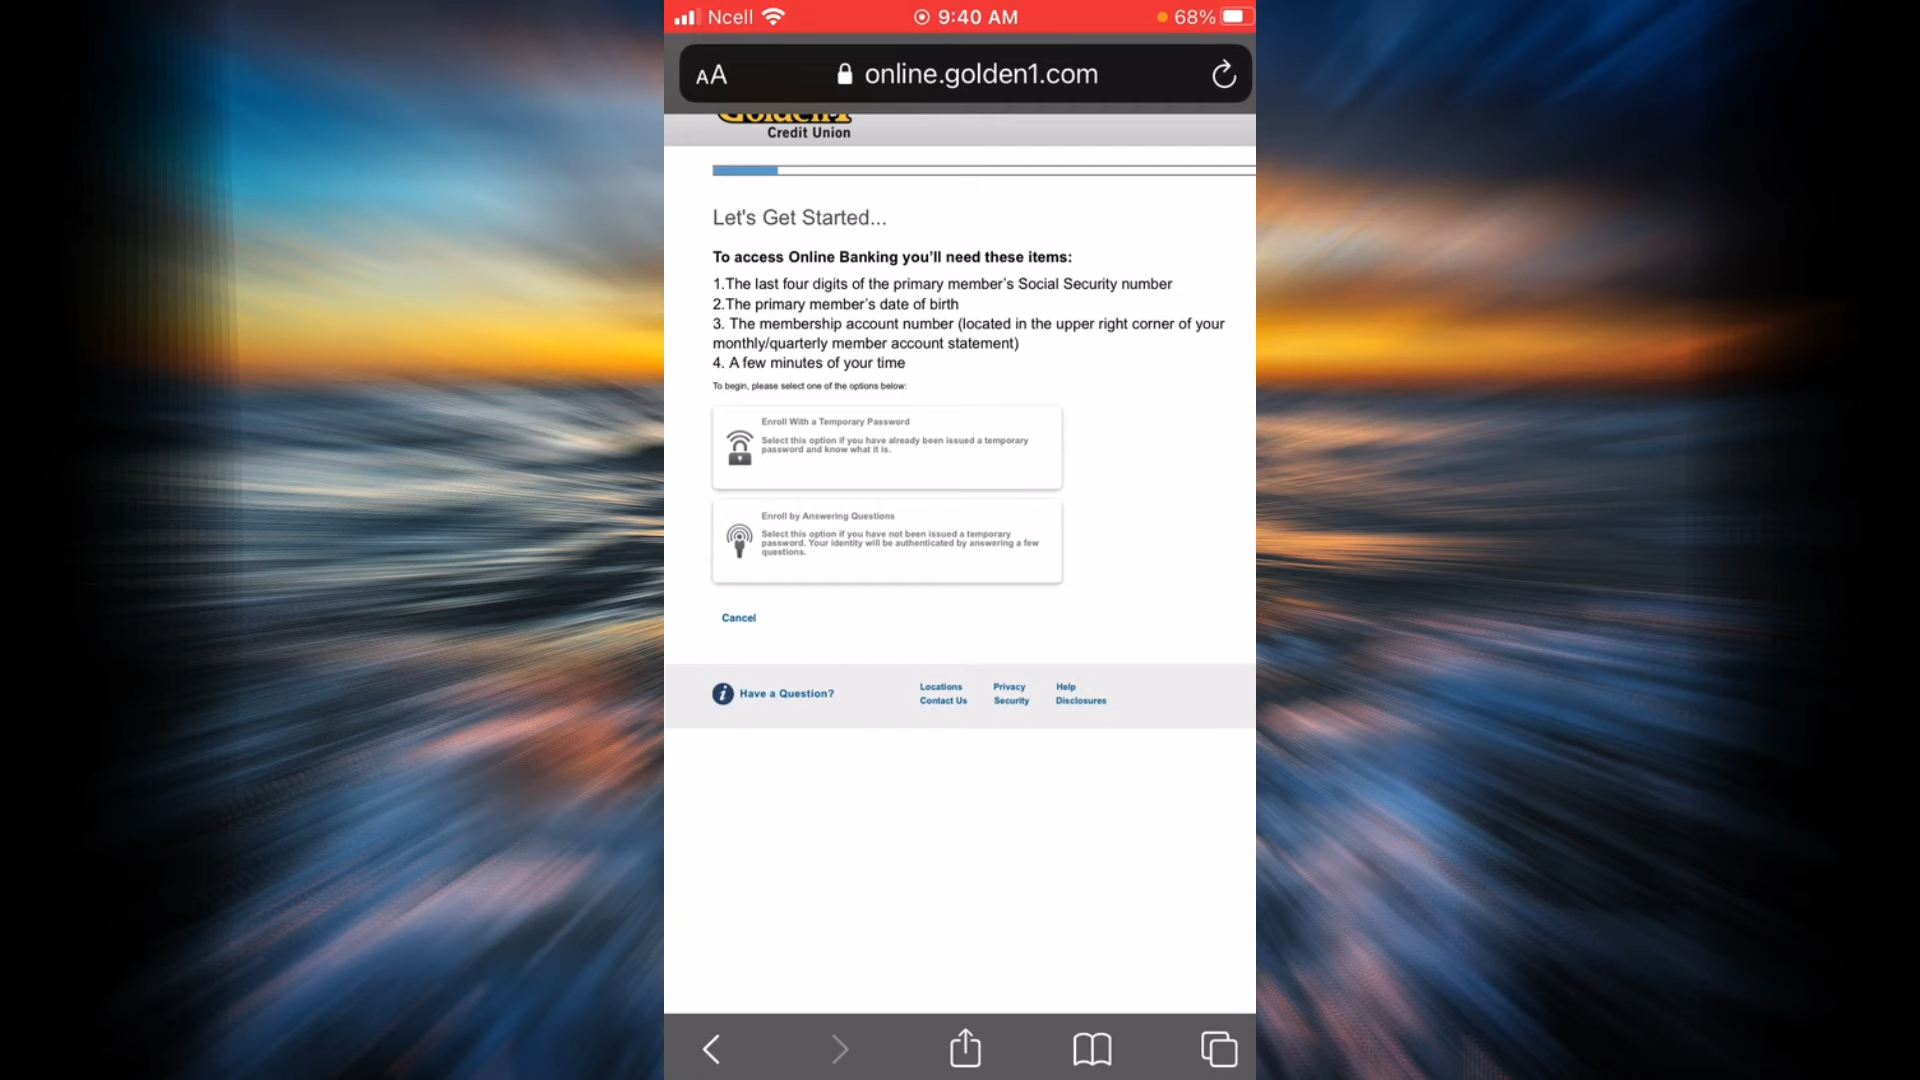 Ncell 9:40 AM 68%
AA online.golden1.com
Golden1
Credit Union
Let's Get Started...
To access Online Banking you’ll need these items:
1.The last four digits of the primary member’s Social Security number
2.The primary member’s date of birth
3. The membership account number (located in the upper right corner of your
monthly/quarterly member account statement)
4. A few minutes of your time
To begin, please select one of the options below:
Enroll With a Temporary Password
Select this option if you have already been issued a temporary
password and know what it is.
Enroll by Answering Questions
Select this option if you have not been issued a temporary
password. Your identity will be authenticated by answering a few
questions.
Cancel
Have a Question?
Locations Privacy Help
Contact Us Security Disclosures